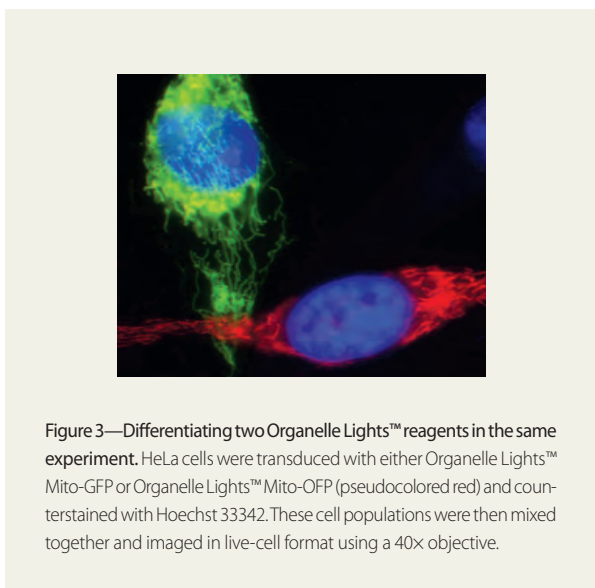 Figure 3—Differentiating two Organelle Lights™ reagents in the same
experiment. HeLa cells were transduced with either Organelle Lights™
Mito-GFP or Organelle Lights™ Mito-OFP (pseudocolored red) and coun-
terstained with Hoechst 33342. These cell populations were then mixed
together and imaged in live-cell format using a 40× objective.